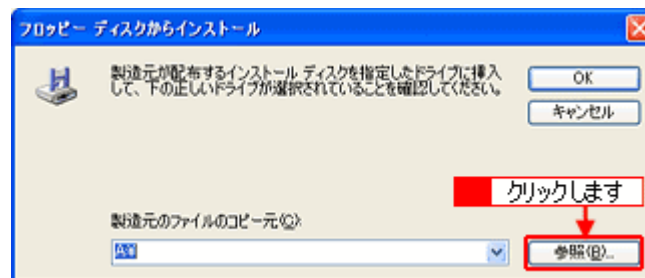 フロッピー ディスクからインストール
製造元が配布するインストール ディスクを指定したドライブに挿入
して、下の正しいドライブが選択されていることを確認してください。
OK
キャンセル
クリックします
製造元のファイルのコピー元(C):
A:¥
参照(B)...